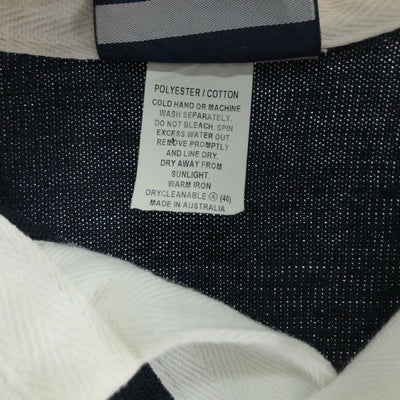 POLYESTER / COTTON
COLD HAND OR MACHINE
WASH SEPARATELY.
DO NOT BLEACH. SPIN
EXCESS WATER OUT.
REMOVE PROMPTLY
AND LINE DRY.
DRY AWAY FROM
SUNLIGHT.
WARM IRON
DRYCLEANABLE Ⓐ (48)
MADE IN AUSTRALIA